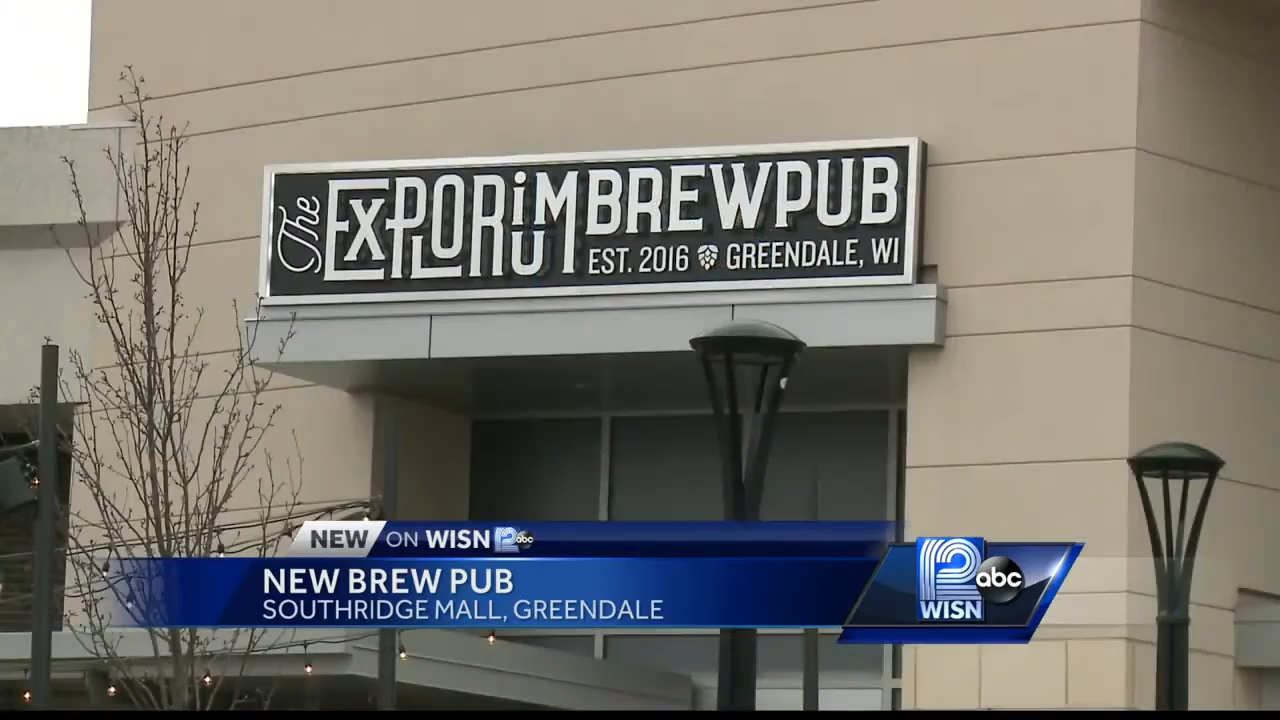 The EXPLORiUM BREWPUB
EST. 2016 GREENDALE, WI
NEW ON WISN 12 abc
NEW BREW PUB
SOUTHRIDGE MALL, GREENDALE
12 abc
WISN